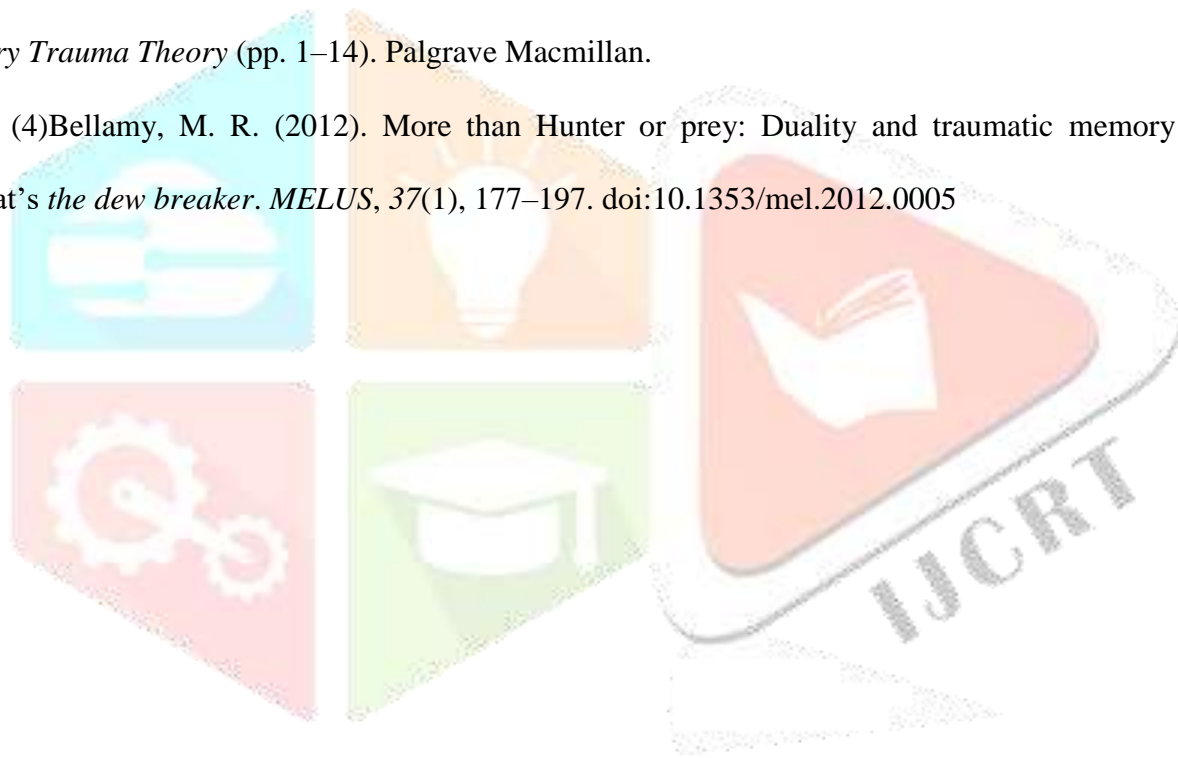 ry Trauma Theory (pp. 1–14). Palgrave Macmillan.
(4)Bellamy, M. R. (2012). More than Hunter or prey: Duality and traumatic memory
at’s the dew breaker. MELUS, 37(1), 177–197. doi:10.1353/mel.2012.0005
IJCRT